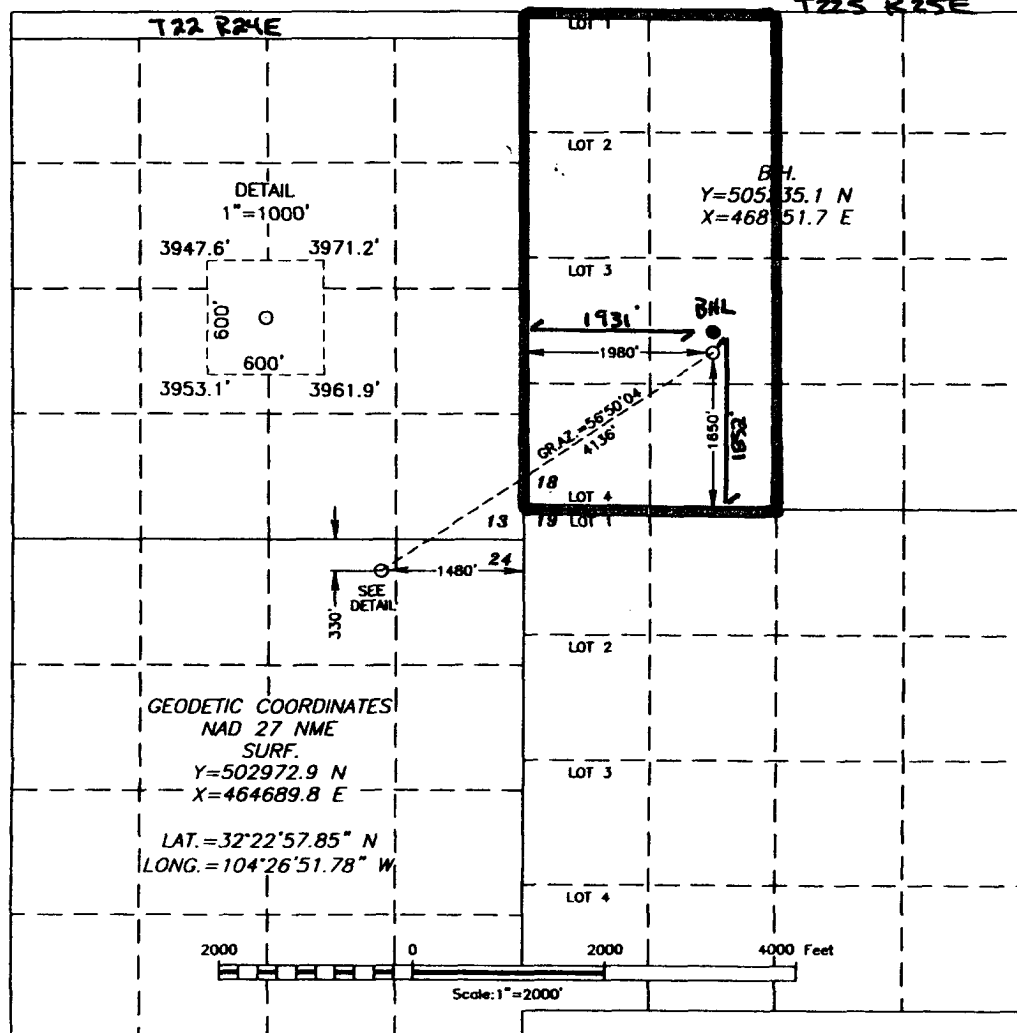 T22 R24E
T22S R25E
LOT 1
LOT 2
DETAIL
1"=1000'
3947.6' 3971.2'
600'
600'
3953.1' 3961.9'
B.H.
Y=505 35.1 N
X=468 51.7 E
LOT 3
BHL
1931'
1980'
GR.AZ.=56°50'04
4136'
1650'
1852'
18
LOT 4
13 19 LOT 1
24
1480'
SEE
DETAIL
330'
LOT 2
GEODETIC COORDINATES
NAD 27 NME
SURF.
Y=502972.9 N
X=464689.8 E
LAT.=32°22'57.85" N
LONG.=104°26'51.78" W
LOT 3
LOT 4
2000 0 2000 4000 Feet
Scale:1"=2000'